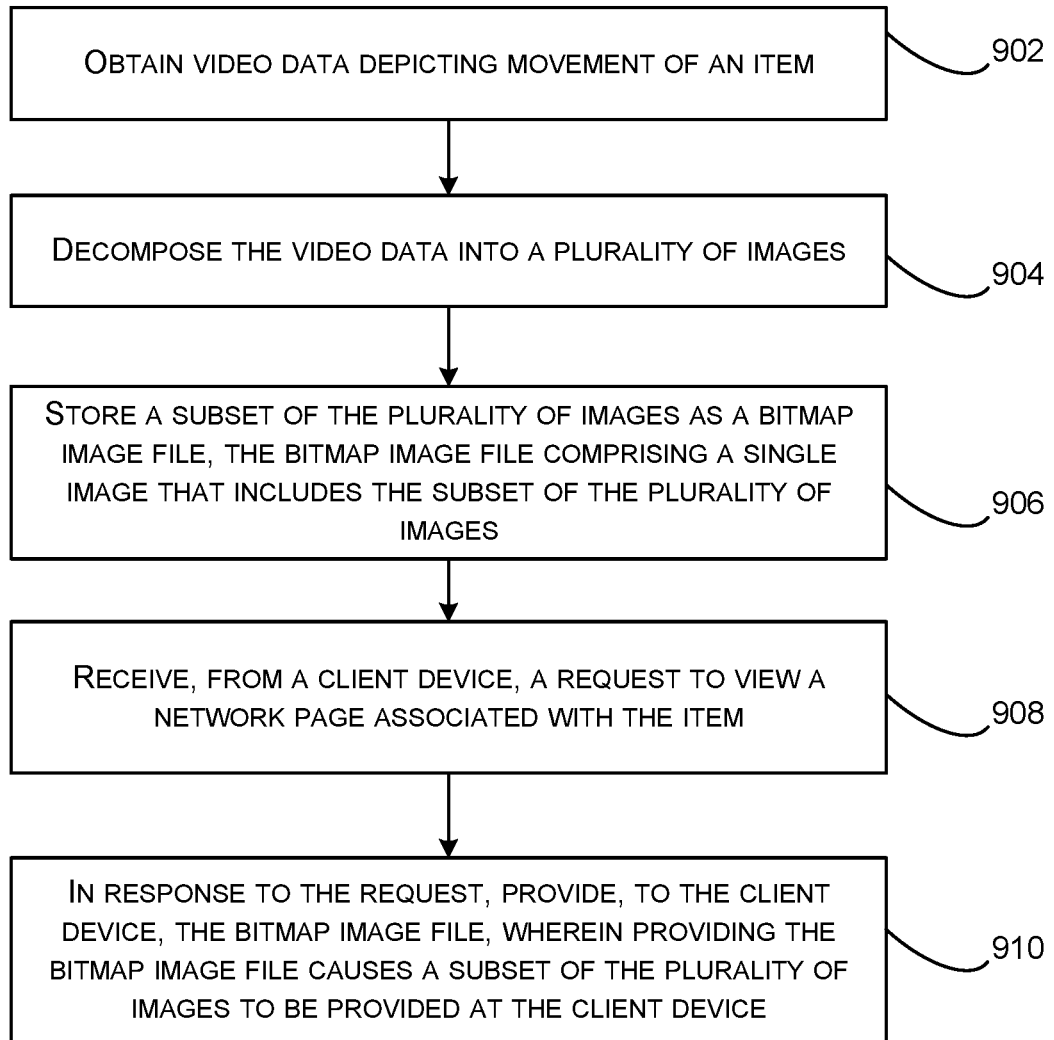 OBTAIN VIDEO DATA DEPICTING MOVEMENT OF AN ITEM
902
DECOMPOSE THE VIDEO DATA INTO A PLURALITY OF IMAGES
904
STORE A SUBSET OF THE PLURALITY OF IMAGES AS A BITMAP
IMAGE FILE, THE BITMAP IMAGE FILE COMPRISING A SINGLE
IMAGE THAT INCLUDES THE SUBSET OF THE PLURALITY OF
IMAGES
906
RECEIVE, FROM A CLIENT DEVICE, A REQUEST TO VIEW A
NETWORK PAGE ASSOCIATED WITH THE ITEM
908
IN RESPONSE TO THE REQUEST, PROVIDE, TO THE CLIENT
DEVICE, THE BITMAP IMAGE FILE, WHEREIN PROVIDING THE
BITMAP IMAGE FILE CAUSES A SUBSET OF THE PLURALITY OF
IMAGES TO BE PROVIDED AT THE CLIENT DEVICE
910